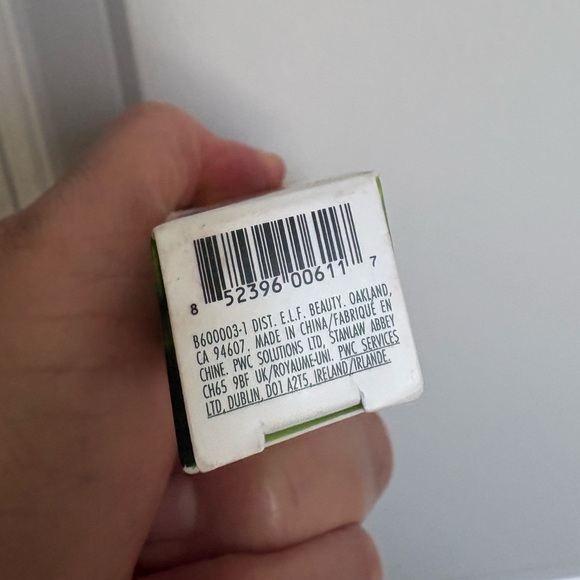 8 52396 00611 7
B600003-1 DIST. E.L.F. BEAUTY. OAKLAND,
CA 94607. MADE IN CHINA/FABRIQUÉ EN
CHINE. PWC SOLUTIONS LTD, STANLAW ABBEY
CH65 9BF UK/ROYAUME-UNI. PWC SERVICES
LTD, DUBLIN, D01 A2T5, IRELAND/IRLANDE.